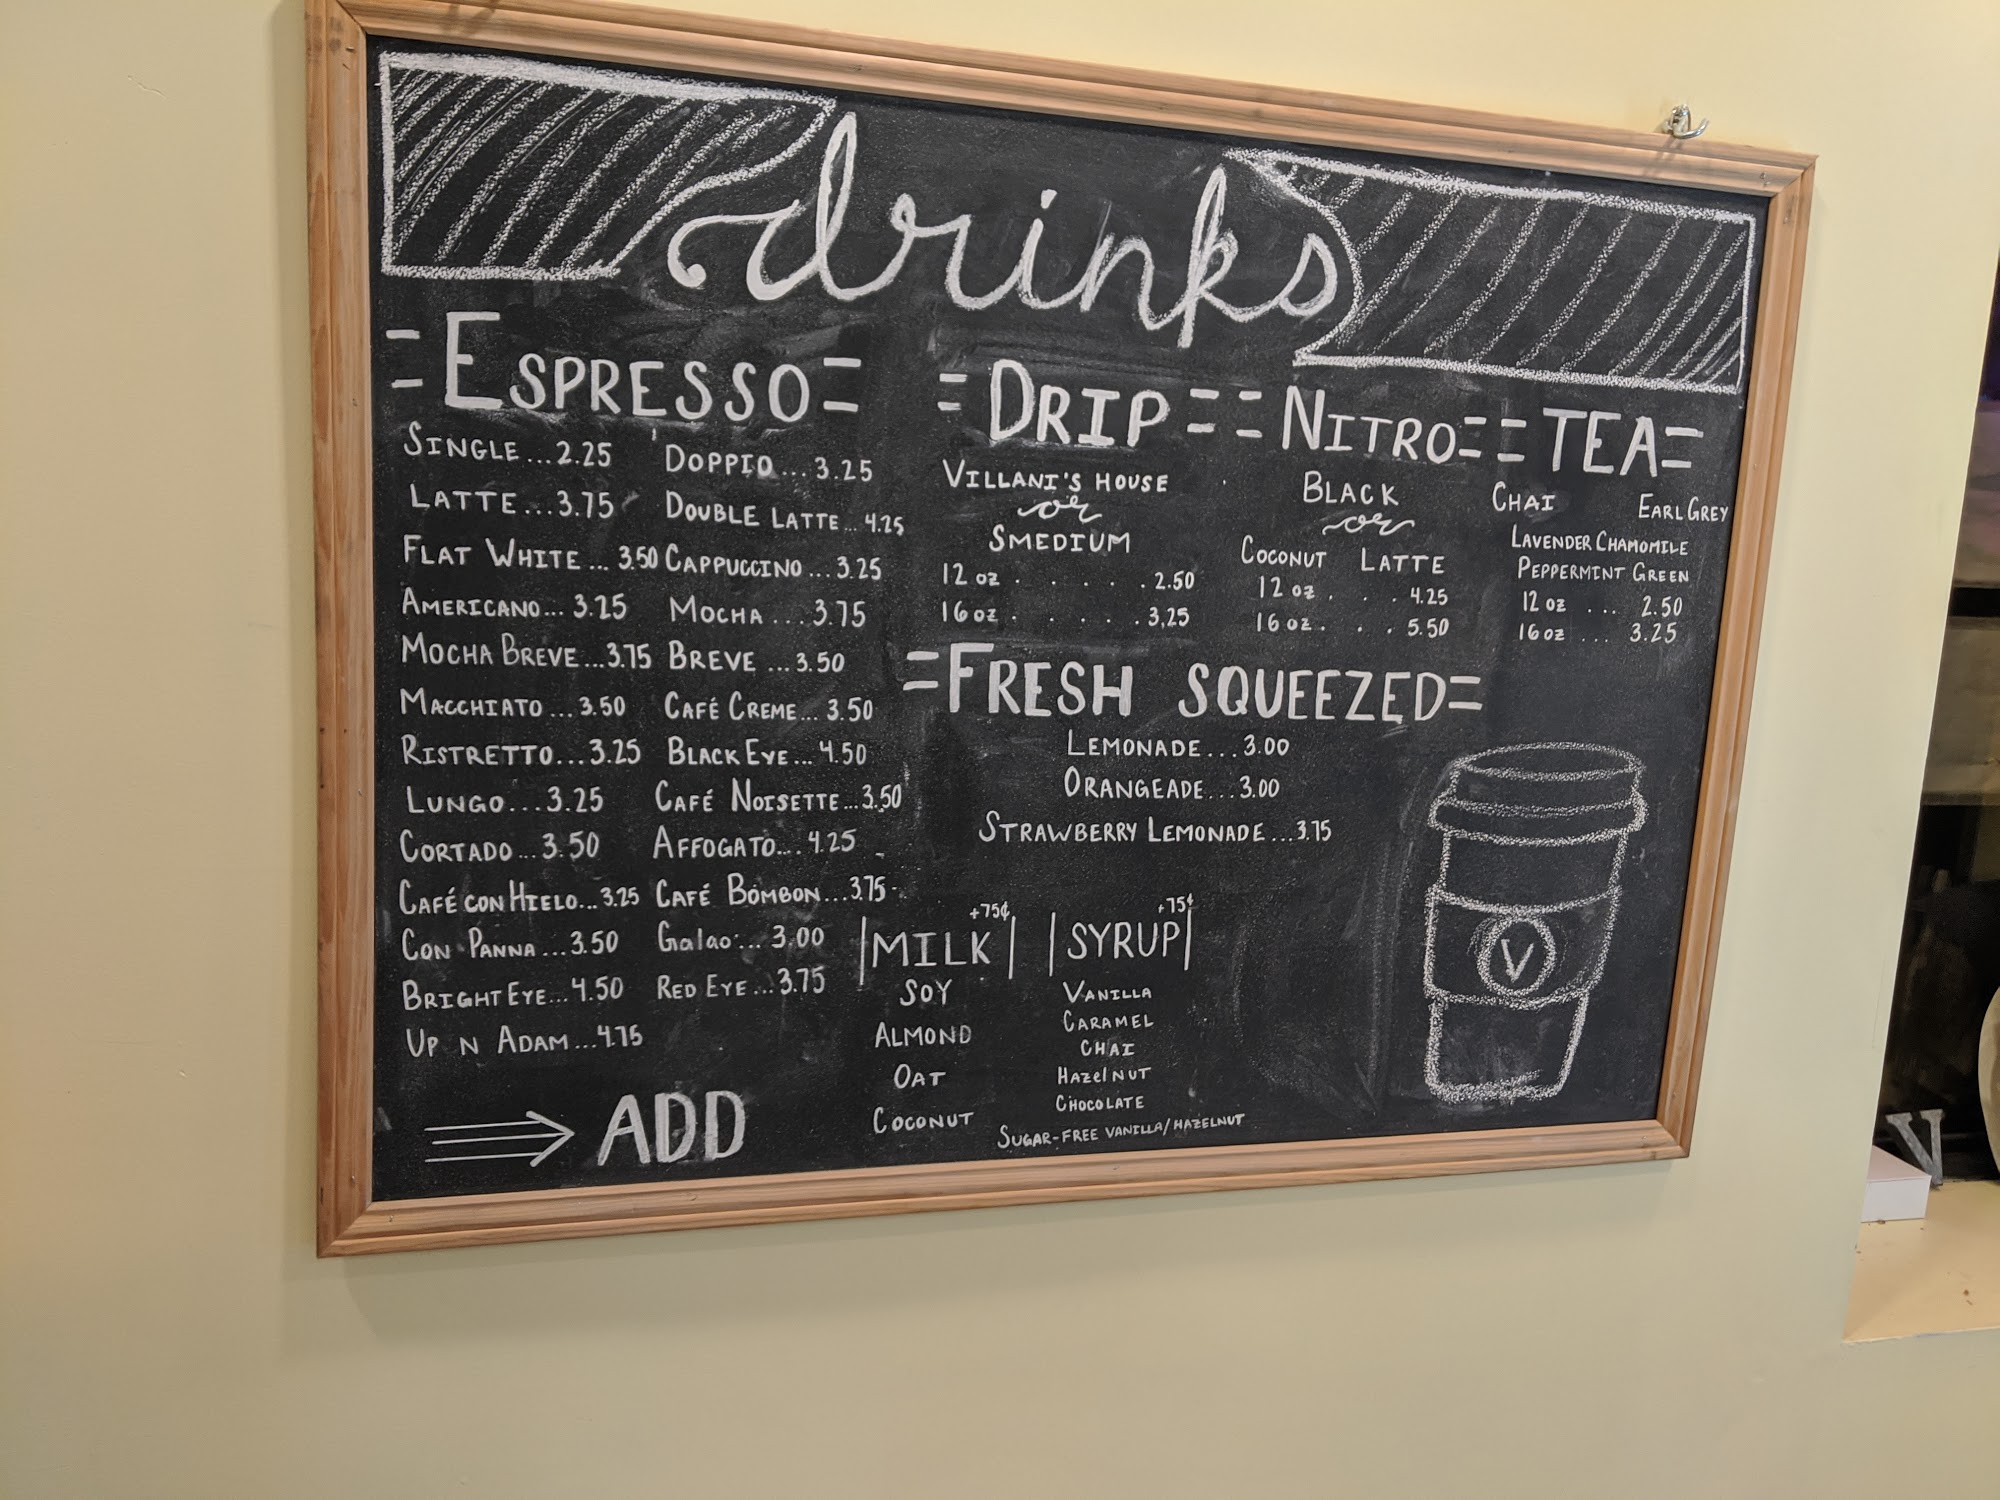 drinks
= ESPRESSO =
SINGLE...2.25 DOPPIO...3.25
LATTE...3.75 DOUBLE LATTE...4.25
FLAT WHITE...3.50 CAPPUCCINO...3.25
AMERICANO...3.25 MOCHA...3.75
MOCHA BREVE...3.75 BREVE...3.50
MACCHIATO...3.50 CAFÉ CREME...3.50
RISTRETTO...3.25 BLACK EYE...4.50
LUNGO...3.25 CAFÉ NOISETTE...3.50
CORTADO...3.50 AFFOGATO...4.25
CAFÉ CON HIELO...3.25 CAFÉ BOMBON...3.75
CON PANNA...3.50 Galao...3.00
BRIGHT EYE...4.50 RED EYE...3.75
UP N ADAM...4.75
= DRIP =
VILLANI'S HOUSE
or
SMEDIUM
12 oz . . . . . 2.50
16 oz . . . . . 3.25
= NITRO =
BLACK
or
COCONUT LATTE
12 oz . . . 4.25
16 oz . . . 5.50
= TEA =
CHAI EARL GREY
LAVENDER CHAMOMILE
PEPPERMINT GREEN
12 oz ... 2.50
16 oz .... 3.25
= FRESH SQUEEZED =
LEMONADE...3.00
ORANGEADE...3.00
STRAWBERRY LEMONADE...3.75
⇒ ADD
+75¢
|MILK|
SOY
ALMOND
OAT
COCONUT
+75¢
|SYRUP|
VANILLA
CARAMEL
CHAI
HAZelNUT
CHOCOLATE
SUGAR-FREE VANILLA/HAZELNUT
V
V